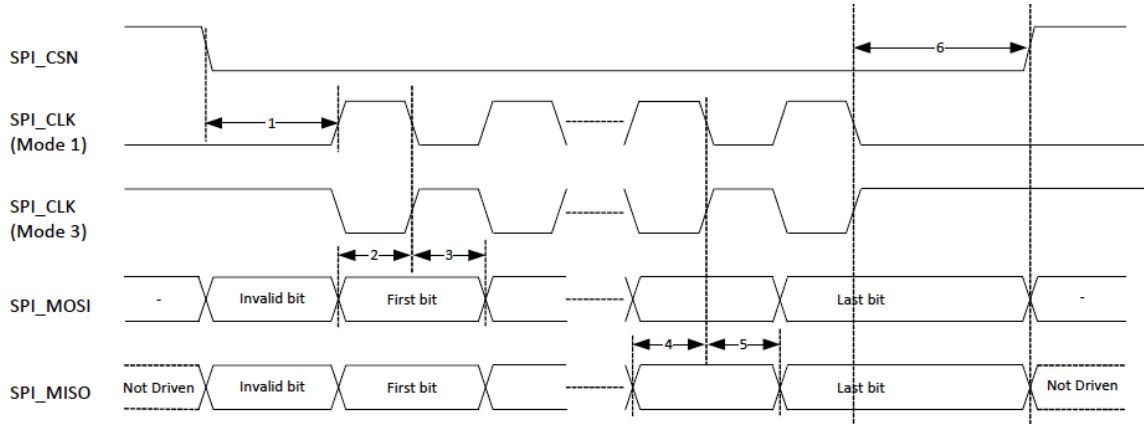 SPI_CSN
6
SPI_CLK
(Mode 1)
1
SPI_CLK
(Mode 3)
2
3
SPI_MOSI
-
Invalid bit
First bit
Last bit
-
4
5
SPI_MISO
Not Driven
Invalid bit
First bit
Last bit
Not Driven